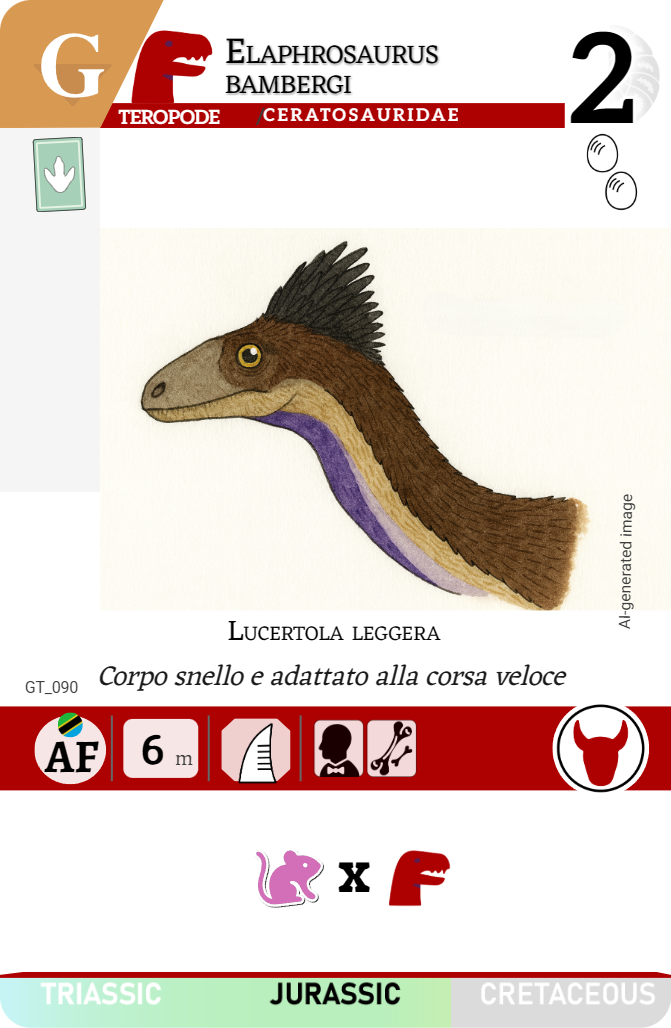 G
Elaphrosaurus
bambergi
2
TEROPODE /CERATOSAURIDAE
AI-generated image
Lucertola leggera
GT_090
Corpo snello e adattato alla corsa veloce
AF
6 m
x
TRIASSIC JURASSIC CRETACEOUS